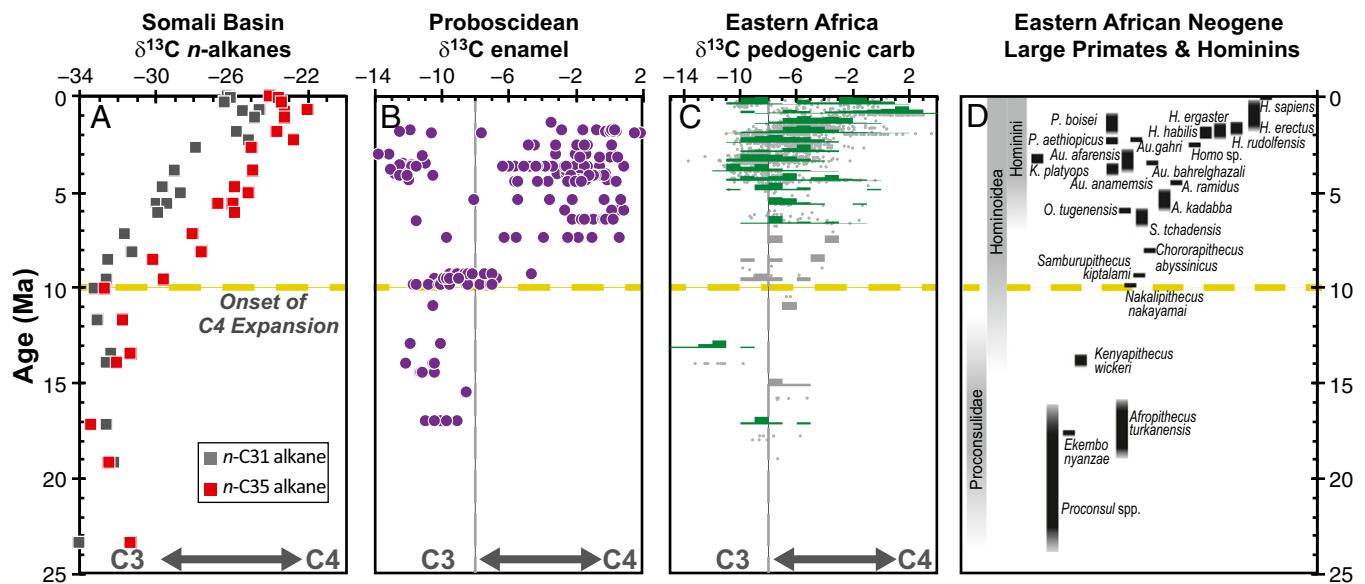 Somali Basin
δ13C n-alkanes
Proboscidean
δ13C enamel
Eastern Africa
δ13C pedogenic carb
Eastern African Neogene
Large Primates & Hominins
−34 −30 −26 −22
−14 −10 −6 −2 2
−14 −10 −6 −2 2
A
B
C
D
Age (Ma)
0
5
10
15
20
25
Onset of
C4 Expansion
n-C31 alkane
n-C35 alkane
C3 C4
C3 C4
C3 C4
Proconsulidae
Hominoidea
Hominini
H. sapiens
P. boisei
H. ergaster
H. habilis
H. erectus
P. aethiopicus
Au.gahri
H. rudolfensis
Au. afarensis
Homo sp.
K. platyops
Au. bahrelghazali
Au. anamemsis
A. ramidus
O. tugenensis
A. kadabba
S. tchadensis
Samburupithecus
kiptalami
Chororapithecus
abyssinicus
Nakalipithecus
nakayamai
Kenyapithecus
wickeri
Afropithecus
turkanensis
Ekembo
nyanzae
Proconsul spp.
0
5
10
15
20
25